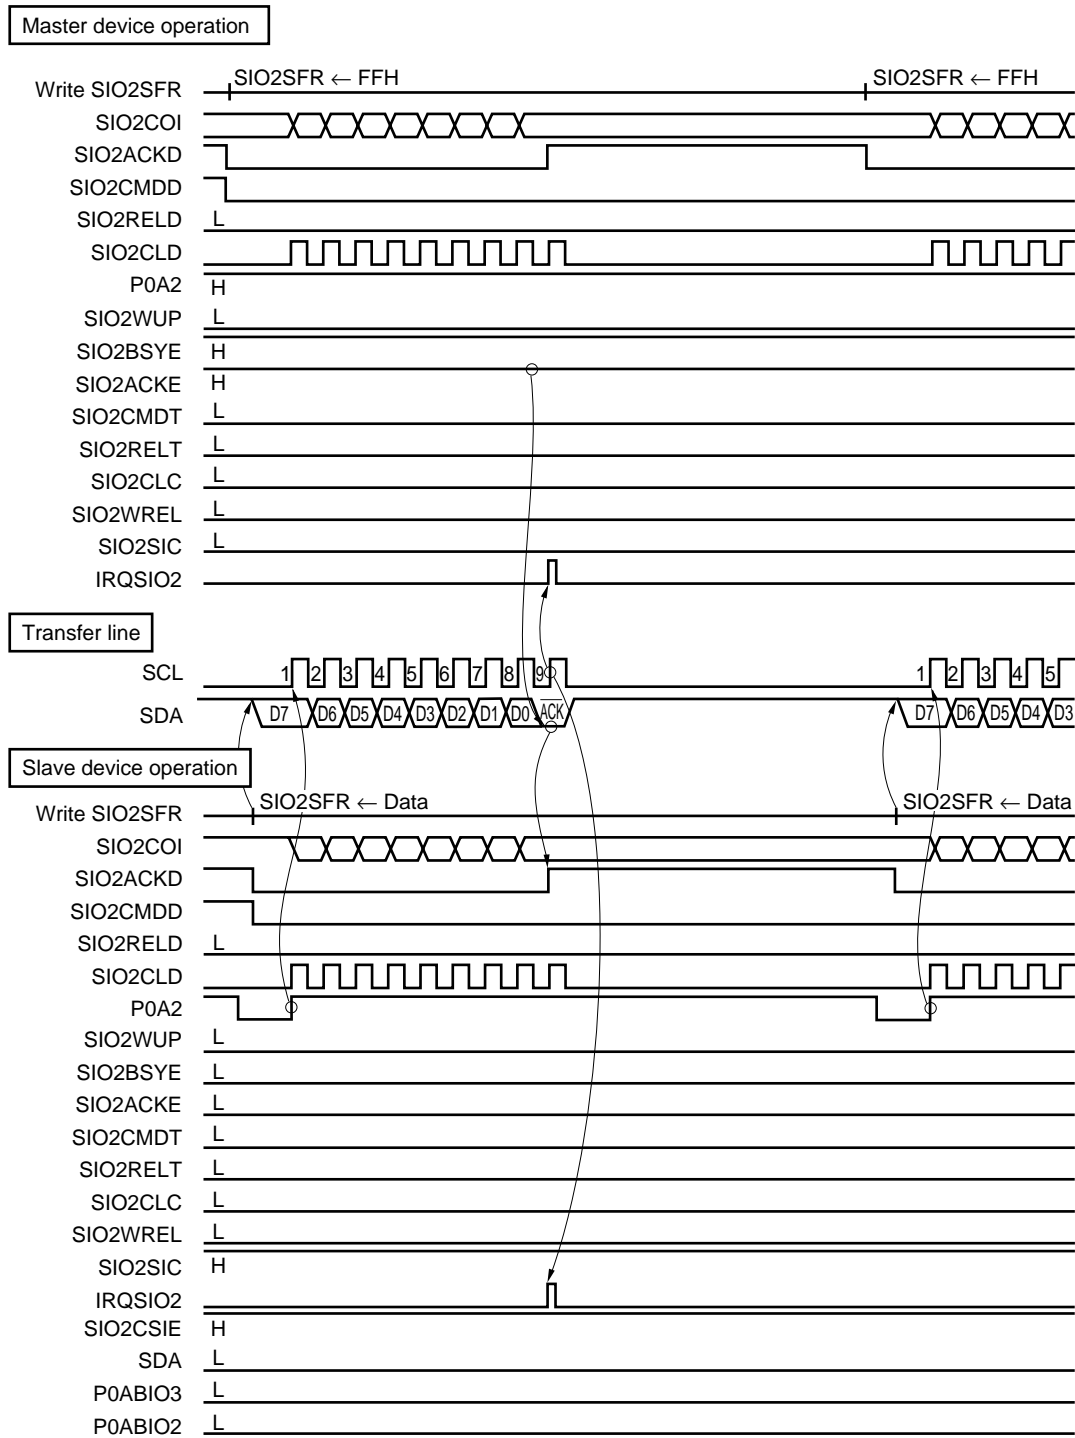 Master device operation
Write SIO2SFR SIO2SFR ← FFH SIO2SFR ← FFH
SIO2COI
SIO2ACKD
SIO2CMDD
SIO2RELD L
SIO2CLD
P0A2 H
SIO2WUP L
SIO2BSYE H
SIO2ACKE H
SIO2CMDT L
SIO2RELT L
SIO2CLC L
SIO2WREL L
SIO2SIC L
IRQSIO2
Transfer line
SCL 1 2 3 4 5 6 7 8 9 1 2 3 4 5
SDA D7 D6 D5 D4 D3 D2 D1 D0 ACK D7 D6 D5 D4 D3
Slave device operation
Write SIO2SFR SIO2SFR ← Data SIO2SFR ← Data
SIO2COI
SIO2ACKD
SIO2CMDD
SIO2RELD L
SIO2CLD
P0A2
SIO2WUP L
SIO2BSYE L
SIO2ACKE L
SIO2CMDT L
SIO2RELT L
SIO2CLC L
SIO2WREL L
SIO2SIC H
IRQSIO2
SIO2CSIE H
SDA L
P0ABIO3 L
P0ABIO2 L